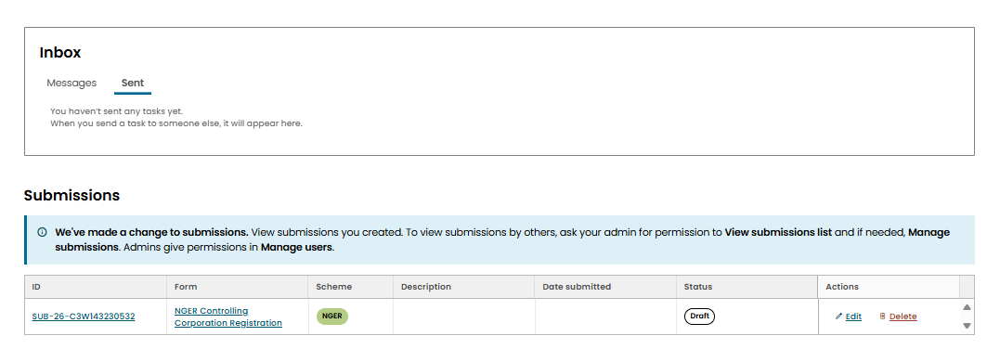 Inbox
Messages Sent
You haven't sent any tasks yet.
When you send a task to someone else, it will appear here.
Submissions
We've made a change to submissions. View submissions you created. To view submissions by others, ask your admin for permission to View submissions list and if needed, Manage
submissions. Admins give permissions in Manage users.
ID Form Scheme Description Date submitted Status Actions
SUB-26-C3W143230532 NGER Controlling NGER Draft Edit Delete
Corporation Registration